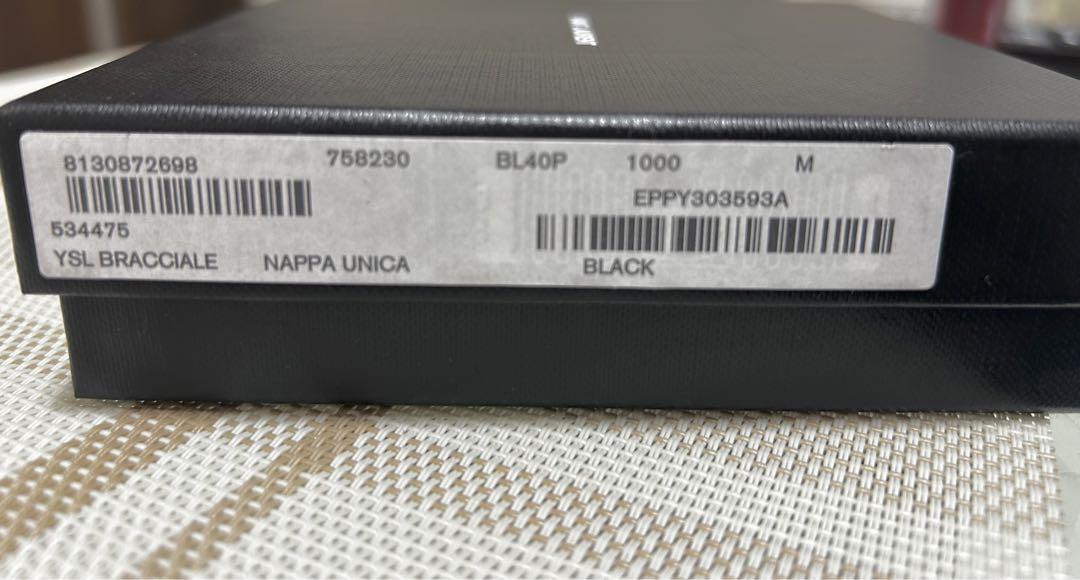 8130872698 758230 BL40P 1000 M
EPPY303593A
534475
YSL BRACCIALE NAPPA UNICA BLACK